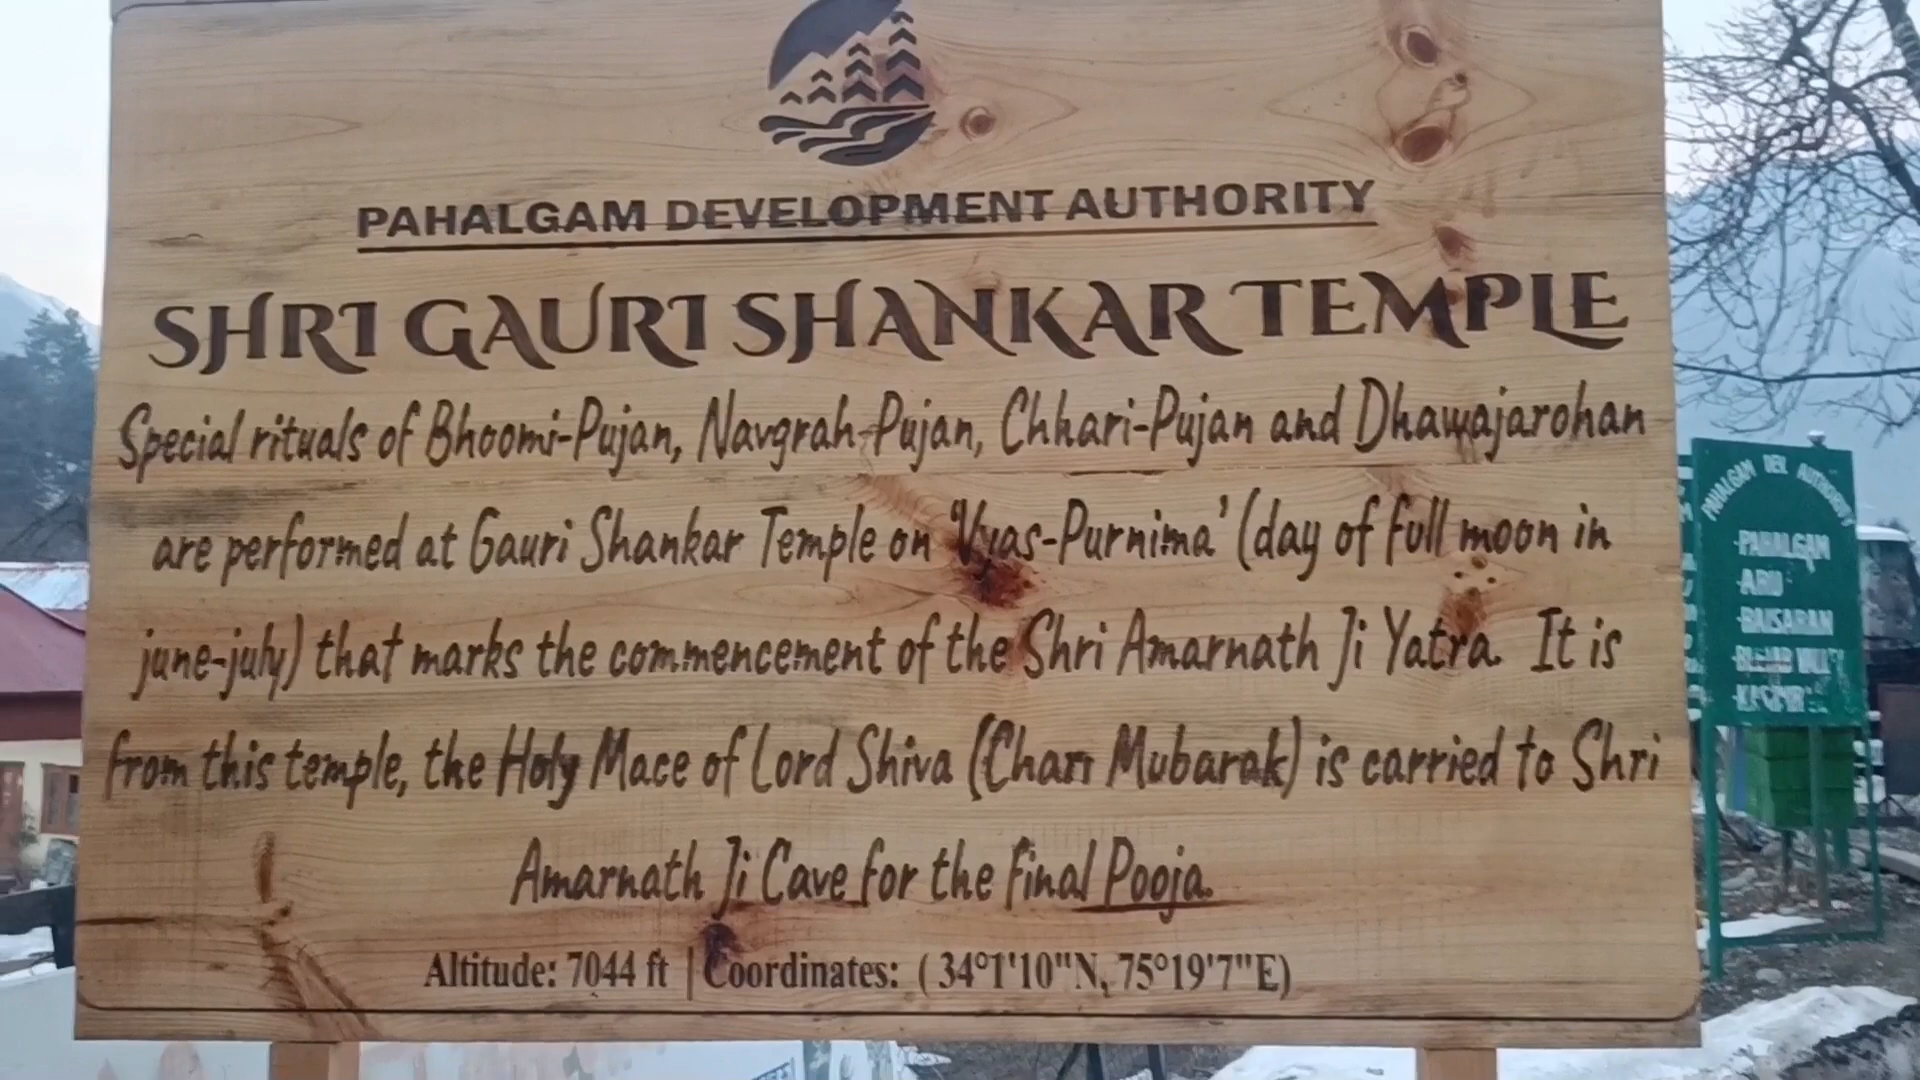 PAHALGAM DEVELOPMENT AUTHORITY
SHRI GAURI SHANKAR TEMPLE
Special rituals of Bhoomi-Pujan, Navgrah-Pujan, Chhari-Pujan and Dhawajarohan
are performed at Gauri Shankar Temple on 'Vyas-Purnima' (day of full moon in
june-july) that marks the commencement of the Shri Amarnath Ji Yatra. It is
from this temple, the Holy Mace of Lord Shiva (Chari Mubarak) is carried to Shri
Amarnath Ji Cave for the final Pooja.
Altitude: 7044 ft | Coordinates: ( 34°1'10"N, 75°19'7"E)
PAHALGAM DEV. AUTHORITY
-PAHALGAM
-ARU
-BAISARAN